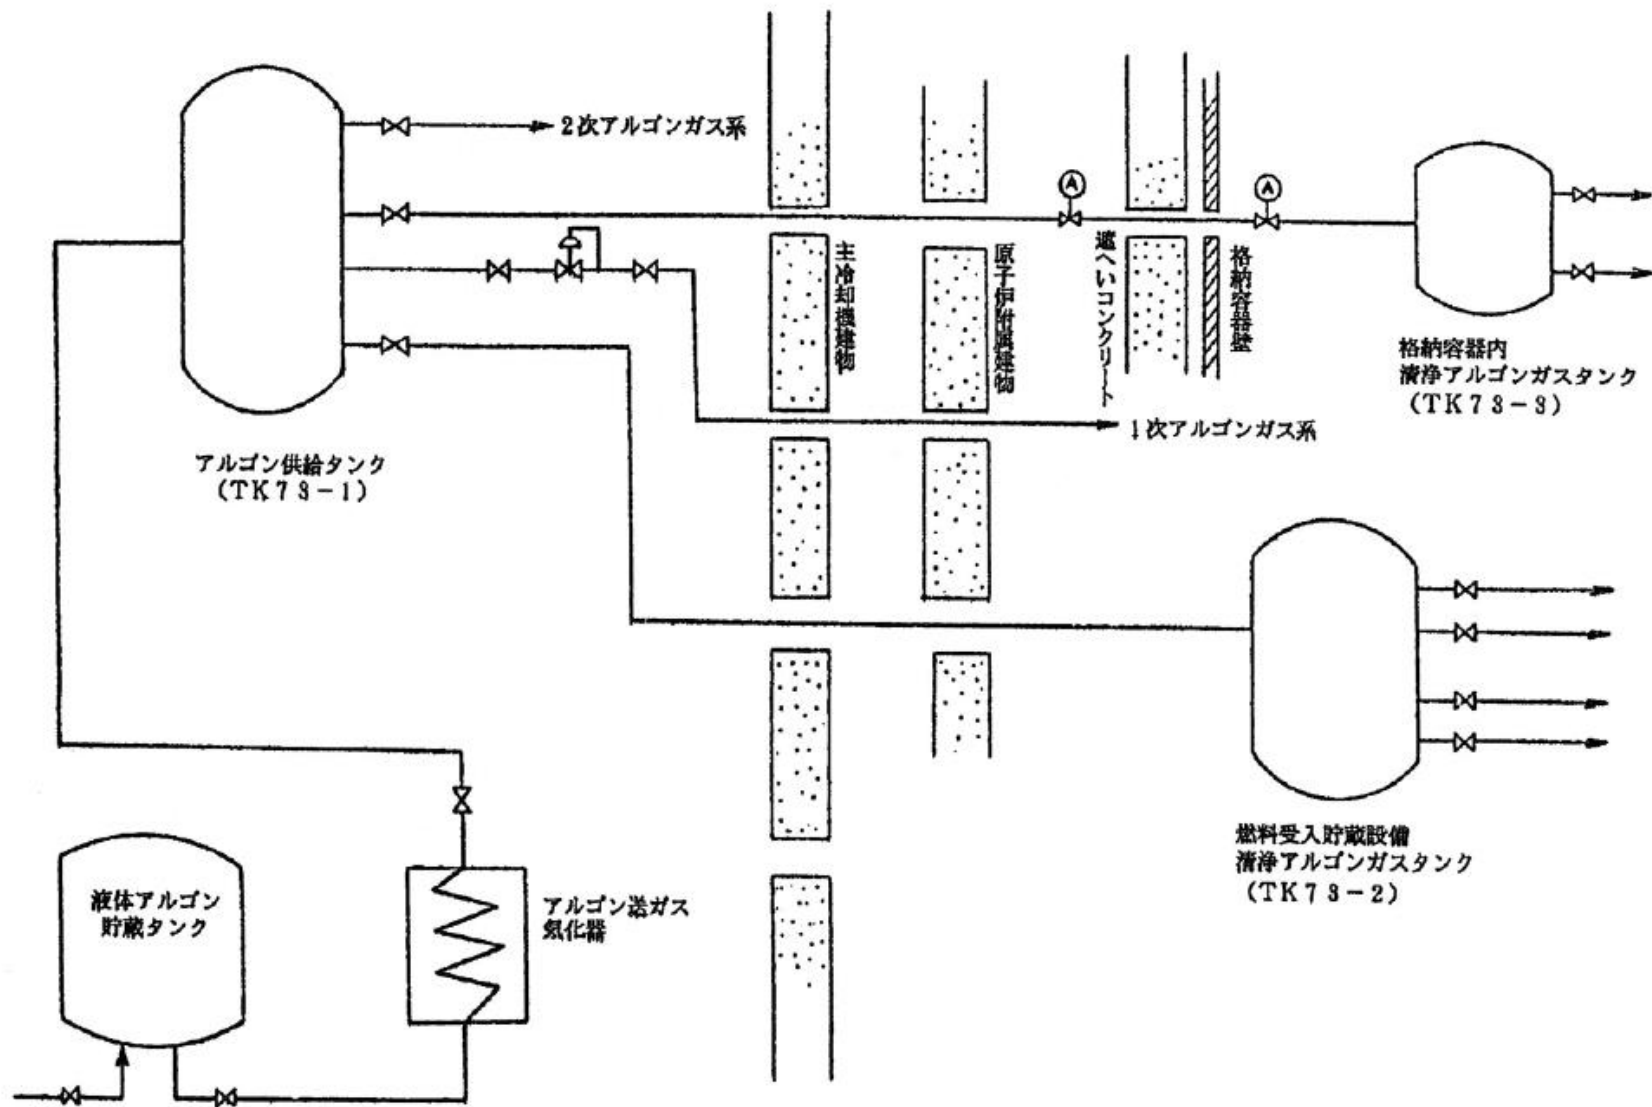 2次アルゴンガス系
Ⓐ
Ⓐ
主冷却機建物
原子炉附属建物
遮へいコンクリート
格納容器壁
格納容器内
清浄アルゴンガスタンク
(TK73-3)
1次アルゴンガス系
アルゴン供給タンク
(TK73-1)
燃料受入貯蔵設備
清浄アルゴンガスタンク
(TK73-2)
液体アルゴン
貯蔵タンク
アルゴン送ガス
気化器